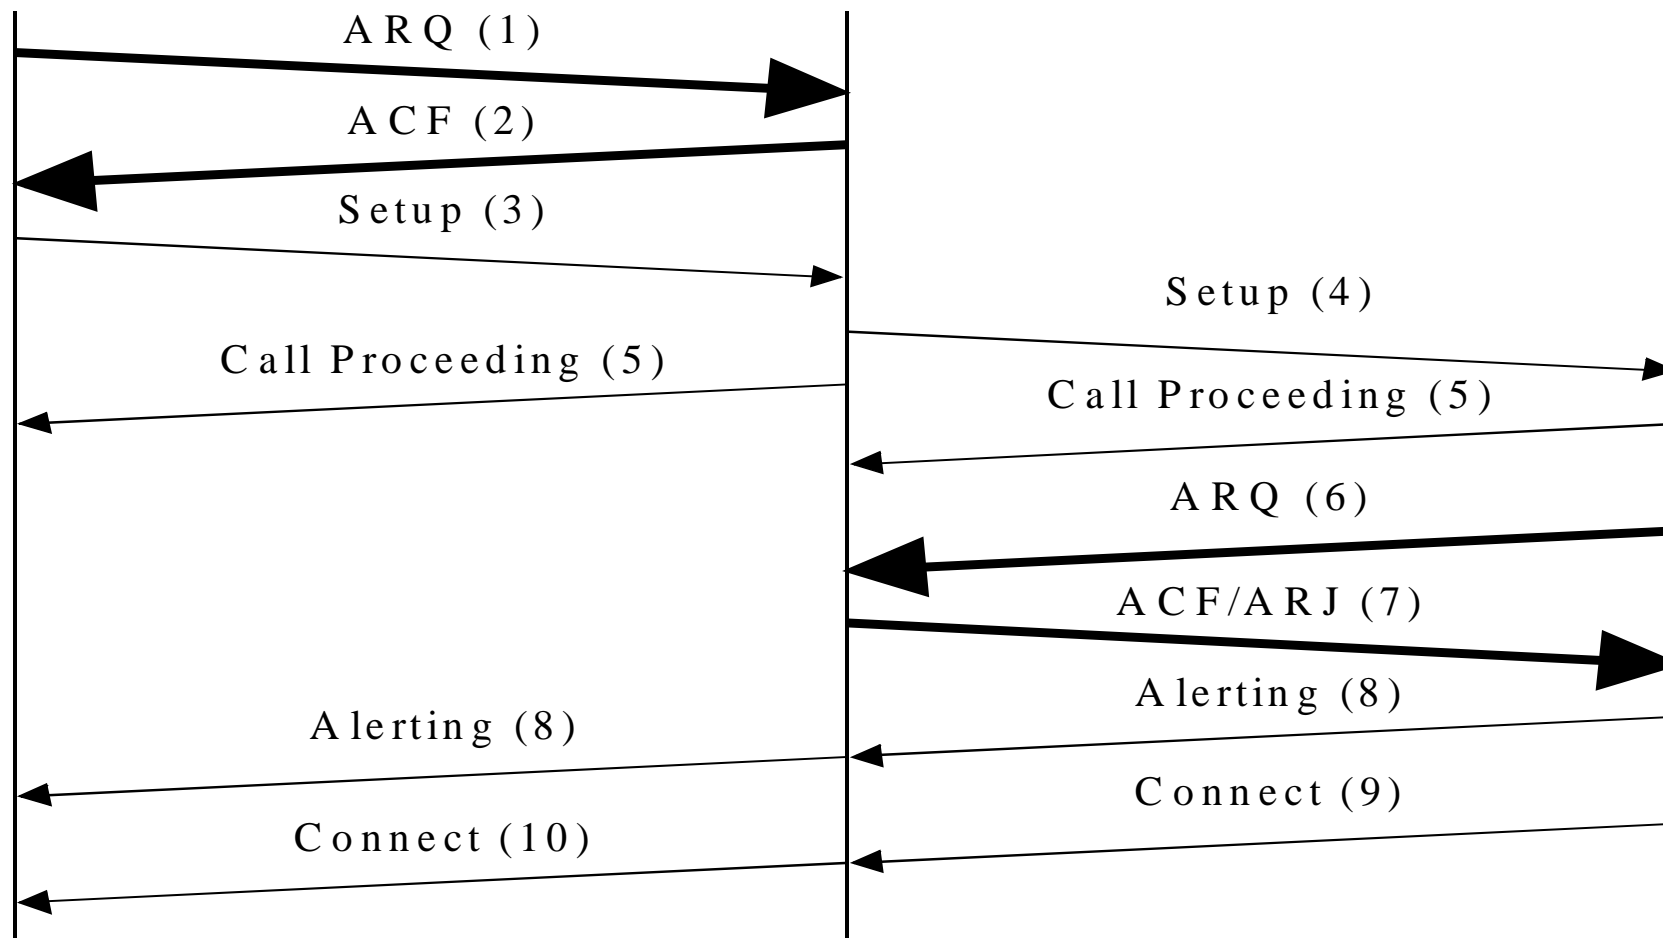 ARQ (1)
ACF (2)
Setup (3)
Setup (4)
Call Proceeding (5)
Call Proceeding (5)
ARQ (6)
ACF/ARJ (7)
Alerting (8)
Alerting (8)
Connect (9)
Connect (10)